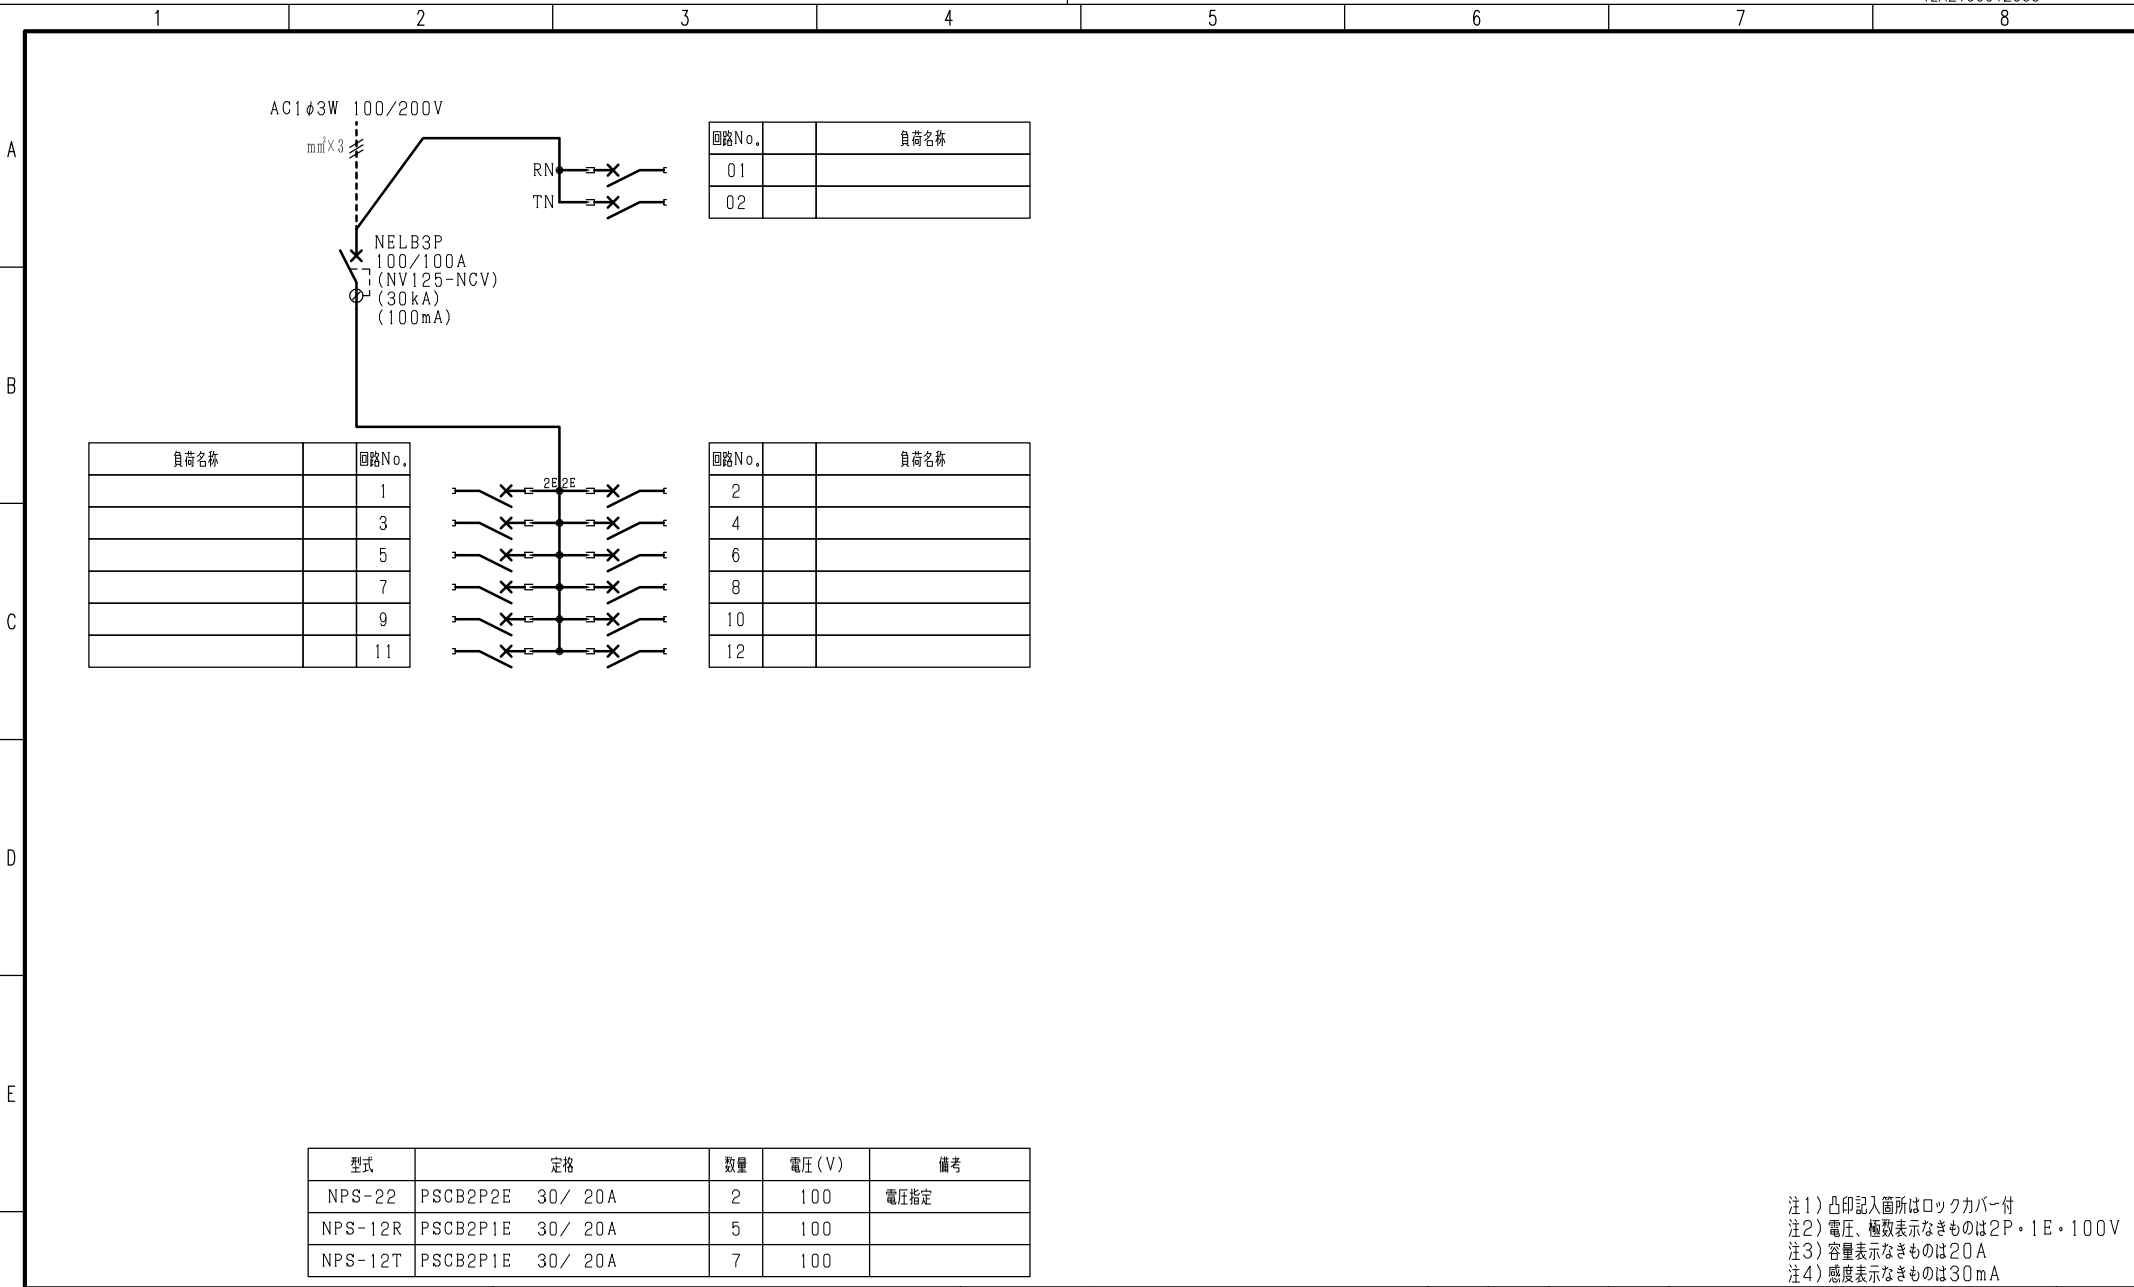 1 2 3 4 5 6 7 8
A
B
C
D
E
AC1φ3W 100/200V
mm²×3
RN
TN
回路No. 負荷名称
01
02
NELB3P
100/100A
(NV125-NCV)
(30kA)
(100mA)
負荷名称 回路No.
1
3
5
7
9
11
2E 2E
回路No. 負荷名称
2
4
6
8
10
12
型式 定格 数量 電圧(V) 備考
NPS-22 PSCB2P2E 30/ 20A 2 100 電圧指定
NPS-12R PSCB2P1E 30/ 20A 5 100
NPS-12T PSCB2P1E 30/ 20A 7 100
注1)凸印記入箇所はロックカバー付
注2)電圧、極数表示なきものは2P・1E・100V
注3)容量表示なきものは20A
注4)感度表示なきものは30mA